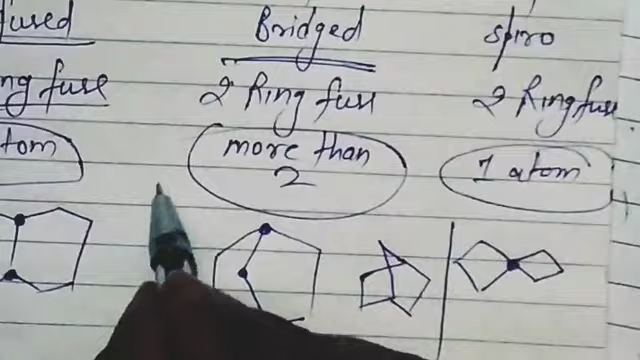 fused Bridged spiro
ng fuse 2 Ring fuse 2 Ring fuse
tom more than 1 atom
2